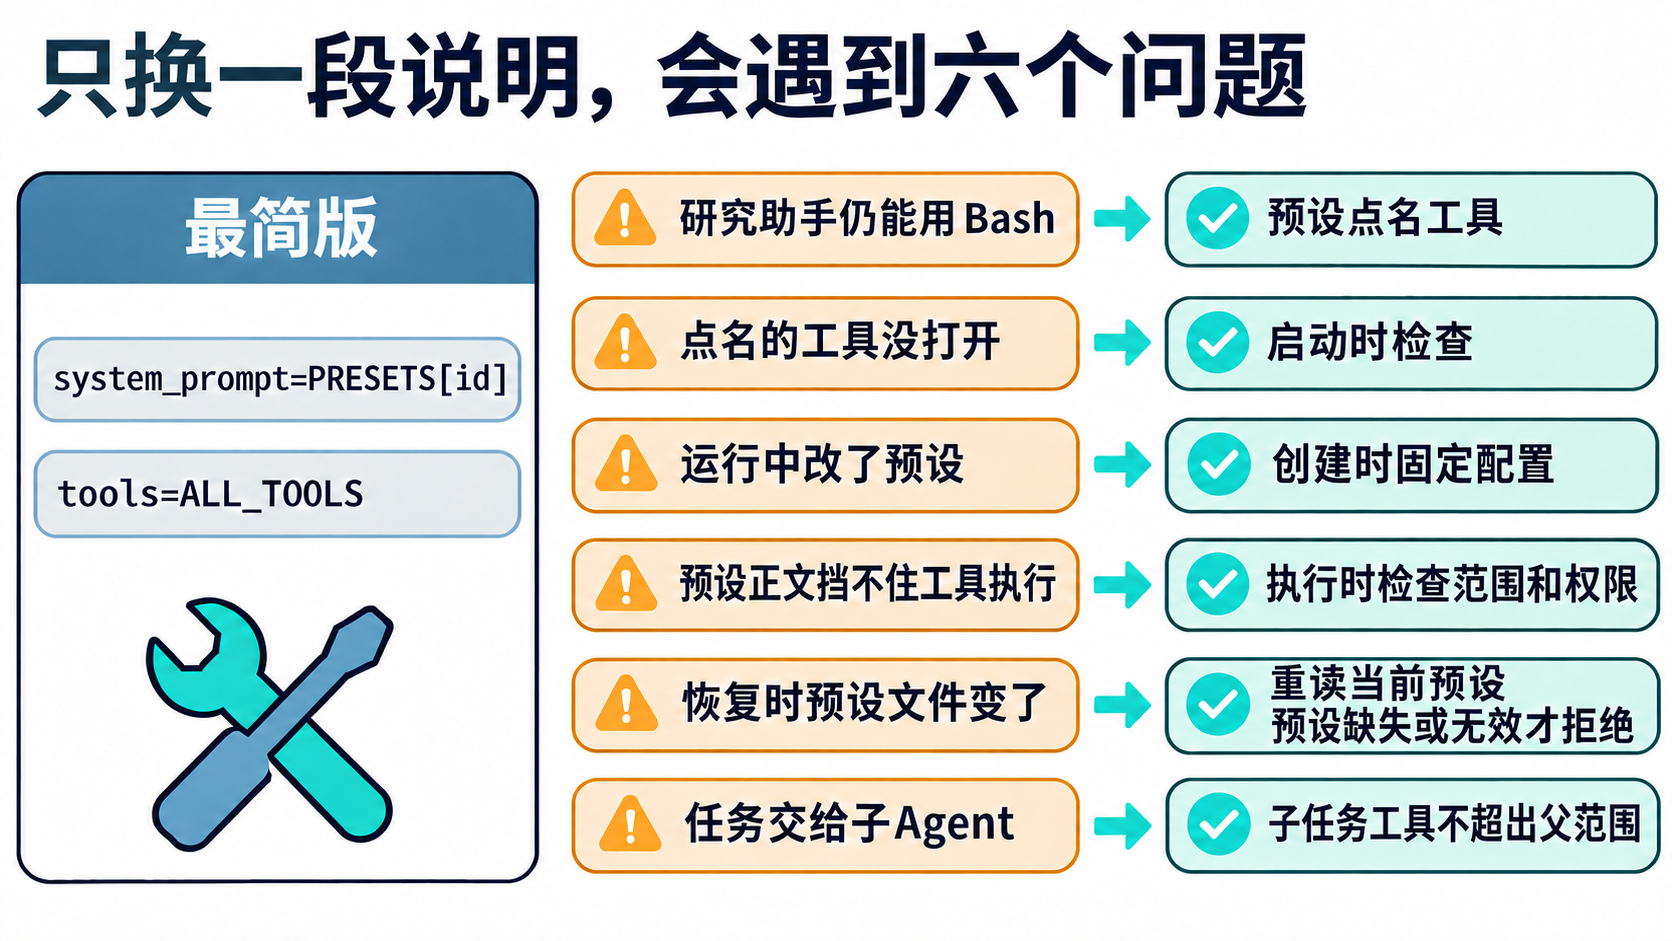 只换一段说明，会遇到六个问题
最简版
system_prompt=PRESETS[id]
tools=ALL_TOOLS
研究助手仍能用Bash
预设点名工具
点名的工具没打开
启动时检查
运行中改了预设
创建时固定配置
预设正文挡不住工具执行
执行时检查范围和权限
恢复时预设文件变了
重读当前预设
预设缺失或无效才拒绝
任务交给子Agent
子任务工具不超出父范围